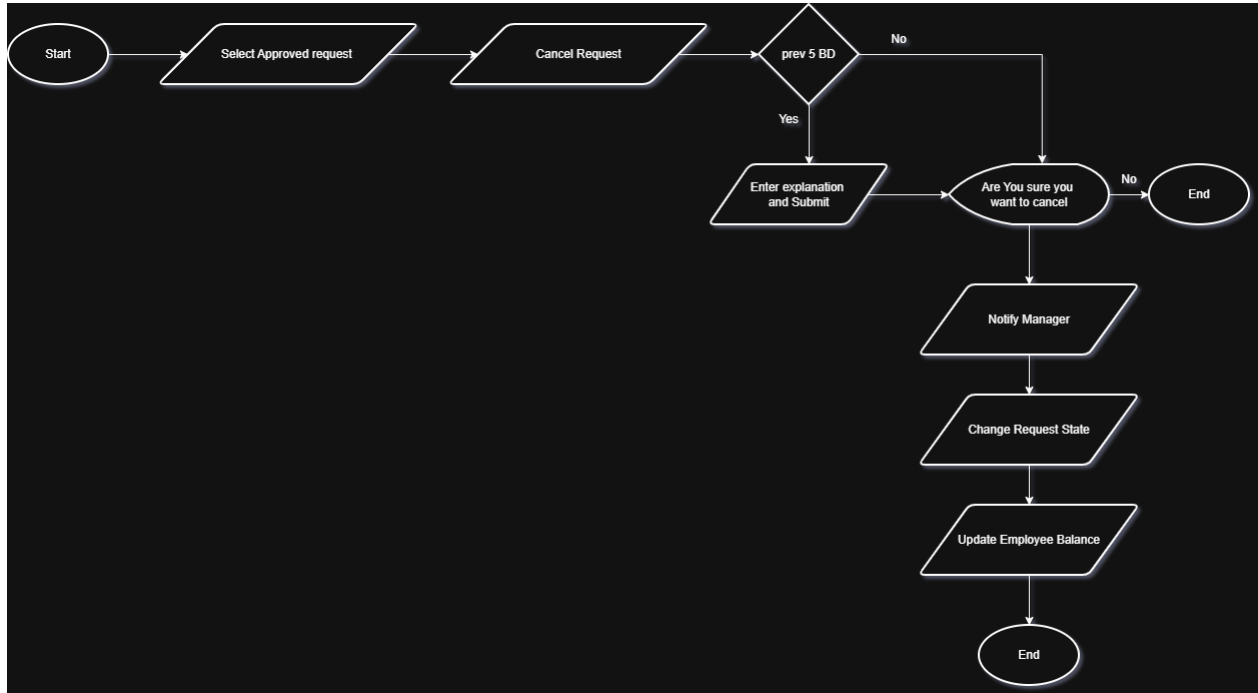 Start
Select Approved request
Cancel Request
prev 5 BD
No
Yes
Enter explanation
and Submit
Are You sure you
want to cancel
No
End
Notify Manager
Change Request State
Update Employee Balance
End